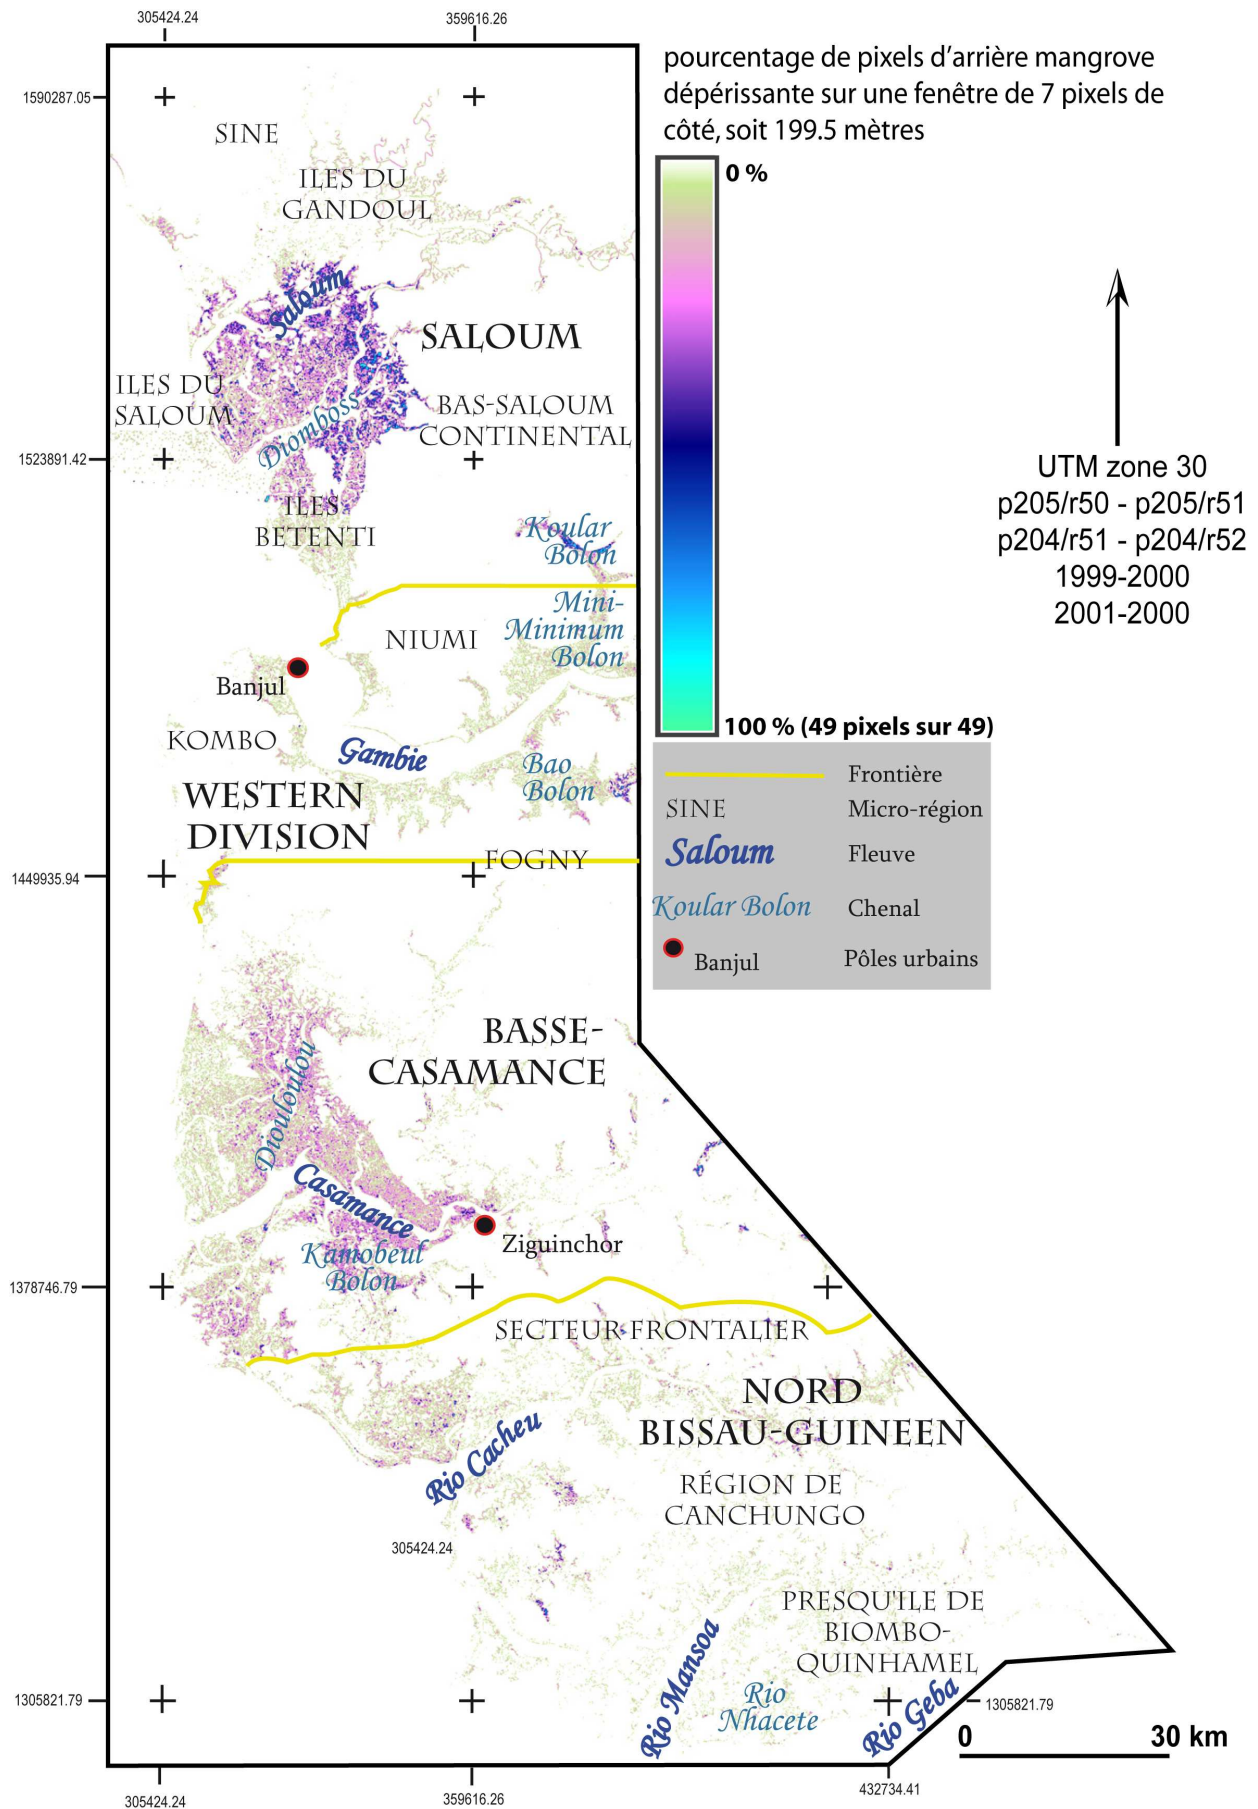 305424.24
359616.26
pourcentage de pixels d'arrière mangrove
dépérissante sur une fenêtre de 7 pixels de
côté, soit 199.5 mètres
1590287.05
SINE
0 %
ILES DU
GANDOUL
Saloum
SALOUM
ILES DU
SALOUM
BAS-SALOUM
CONTINENTAL
Diomboss
1523891.42
UTM zone 30
p205/r50 - p205/r51
p204/r51 - p204/r52
1999-2000
2001-2000
ILES
BETENTI
Koular
Bolon
Mini-
Minimum
Bolon
NIUMI
Banjul
100 % (49 pixels sur 49)
KOMBO
Gambie
Bao
Bolon
WESTERN
DIVISION
Frontière
SINE
Micro-région
Saloum
Fleuve
Koular Bolon
Chenal
Banjul
Pôles urbains
FOGNY
1449935.94
BASSE-
CASAMANCE
Diouloulou
Casamance
Ziguinchor
Kamobeul
Bolon
1378746.79
SECTEUR FRONTALIER
NORD
BISSAU-GUINEEN
Rio Cacheu
RÉGION DE
CANCHUNGO
305424.24
PRESQU'ILE DE
BIOMBO-
QUINHAMEL
Rio Mansoa
Rio
Nhacete
Rio Geba
1305821.79
1305821.79
0
30 km
305424.24
359616.26
432734.41